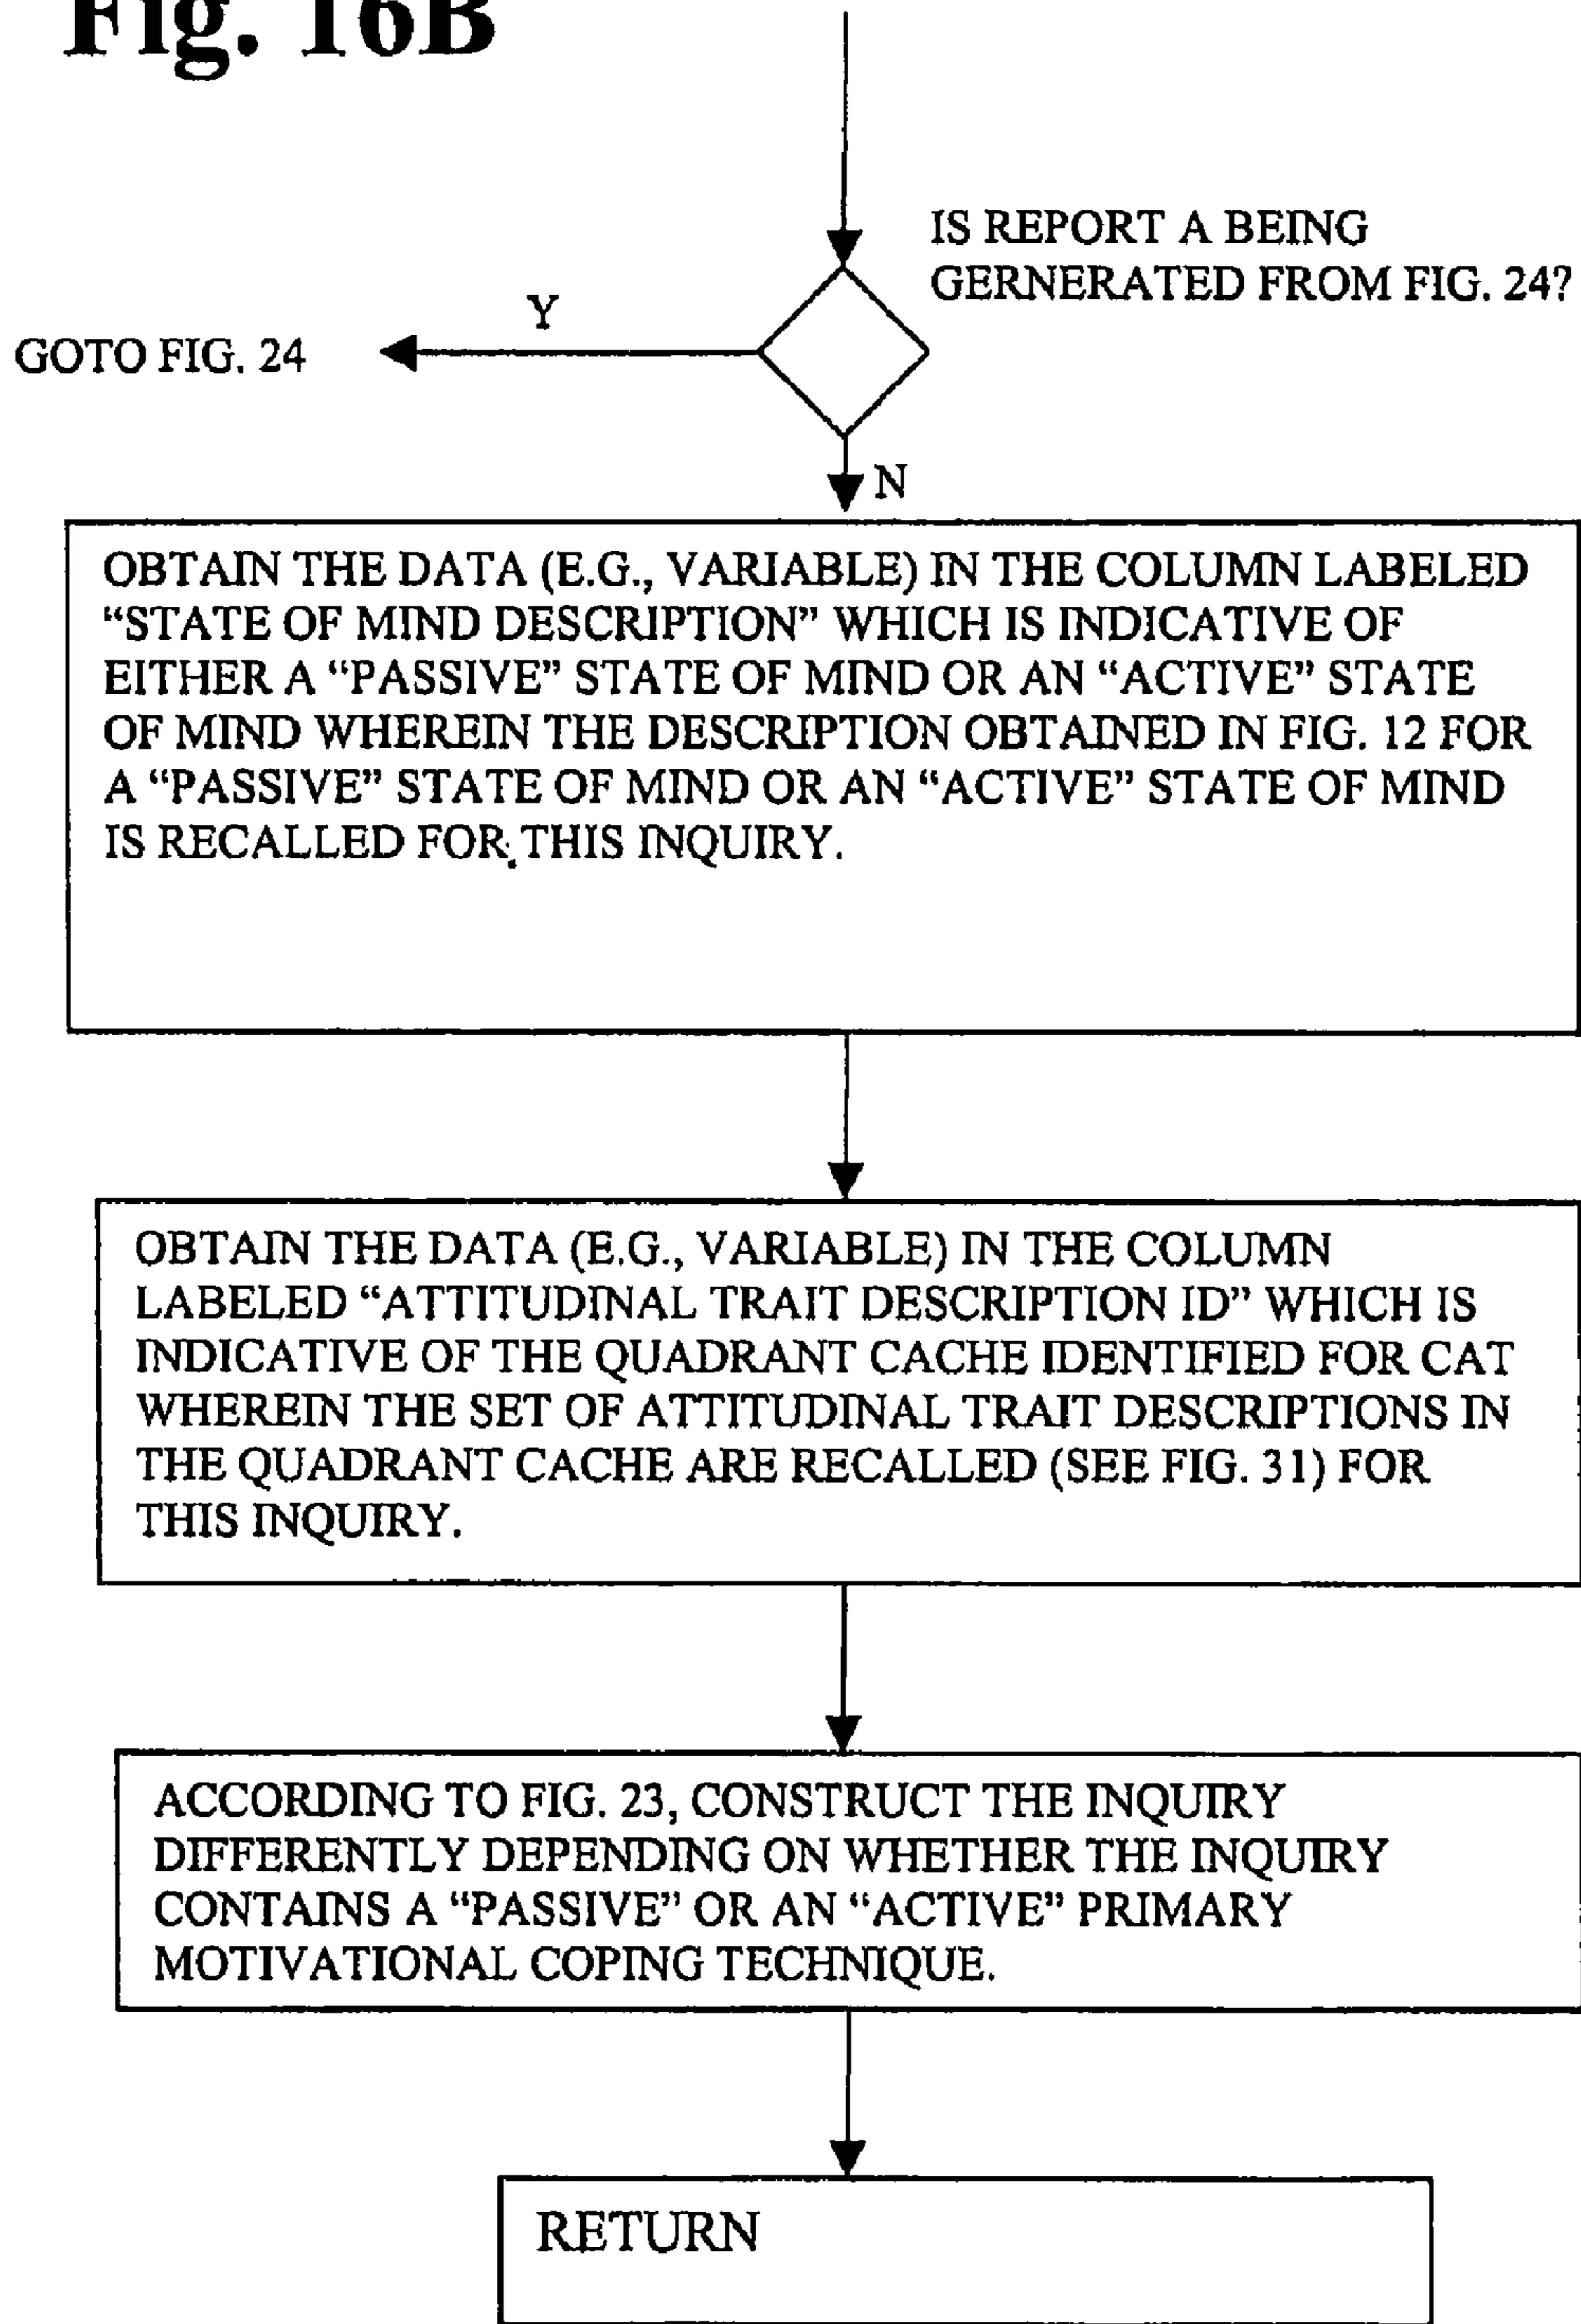 Fig. 16B
IS REPORT A BEING
GERNERATED FROM FIG. 24?
Y
GOTO FIG. 24
N
OBTAIN THE DATA (E.G., VARIABLE) IN THE COLUMN LABELED
“STATE OF MIND DESCRIPTION” WHICH IS INDICATIVE OF
EITHER A “PASSIVE” STATE OF MIND OR AN “ACTIVE” STATE
OF MIND WHEREIN THE DESCRIPTION OBTAINED IN FIG. 12 FOR
A “PASSIVE” STATE OF MIND OR AN “ACTIVE” STATE OF MIND
IS RECALLED FOR THIS INQUIRY.
OBTAIN THE DATA (E.G., VARIABLE) IN THE COLUMN
LABELED “ATTITUDINAL TRAIT DESCRIPTION ID” WHICH IS
INDICATIVE OF THE QUADRANT CACHE IDENTIFIED FOR CAT
WHEREIN THE SET OF ATTITUDINAL TRAIT DESCRIPTIONS IN
THE QUADRANT CACHE ARE RECALLED (SEE FIG. 31) FOR
THIS INQUIRY.
ACCORDING TO FIG. 23, CONSTRUCT THE INQUIRY
DIFFERENTLY DEPENDING ON WHETHER THE INQUIRY
CONTAINS A “PASSIVE” OR AN “ACTIVE” PRIMARY
MOTIVATIONAL COPING TECHNIQUE.
RETURN